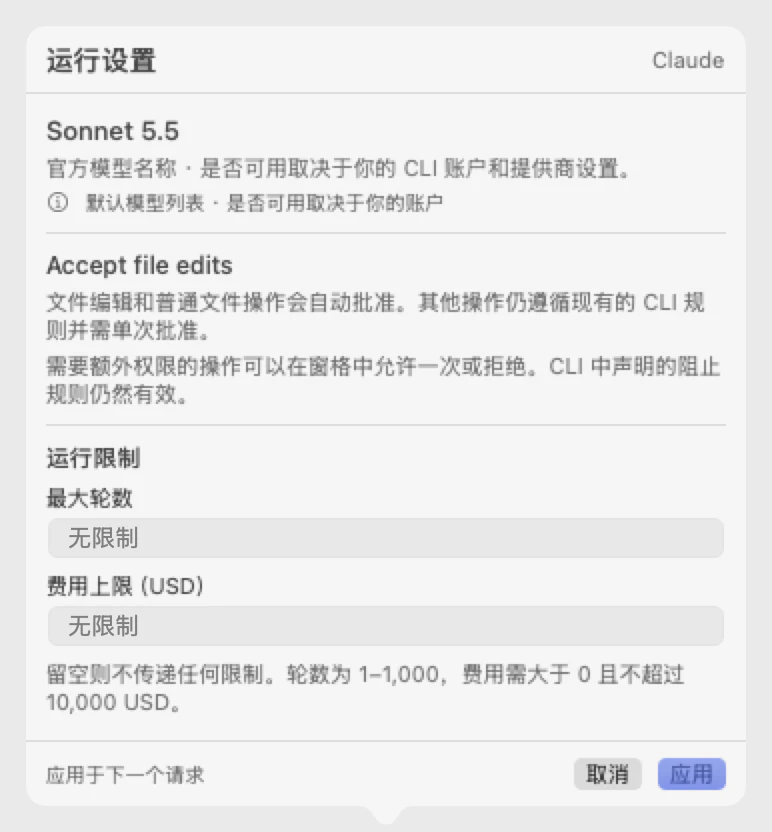 运行设置
Claude
Sonnet 5.5
官方模型名称 · 是否可用取决于你的 CLI 账户和提供商设置。
默认模型列表 · 是否可用取决于你的账户
Accept file edits
文件编辑和普通文件操作会自动批准。其他操作仍遵循现有的 CLI 规
则并需单次批准。
需要额外权限的操作可以在窗格中允许一次或拒绝。CLI 中声明的阻止
规则仍然有效。
运行限制
最大轮数
无限制
费用上限 (USD)
无限制
留空则不传递任何限制。轮数为 1–1,000，费用需大于 0 且不超过
10,000 USD。
应用于下一个请求
取消
应用